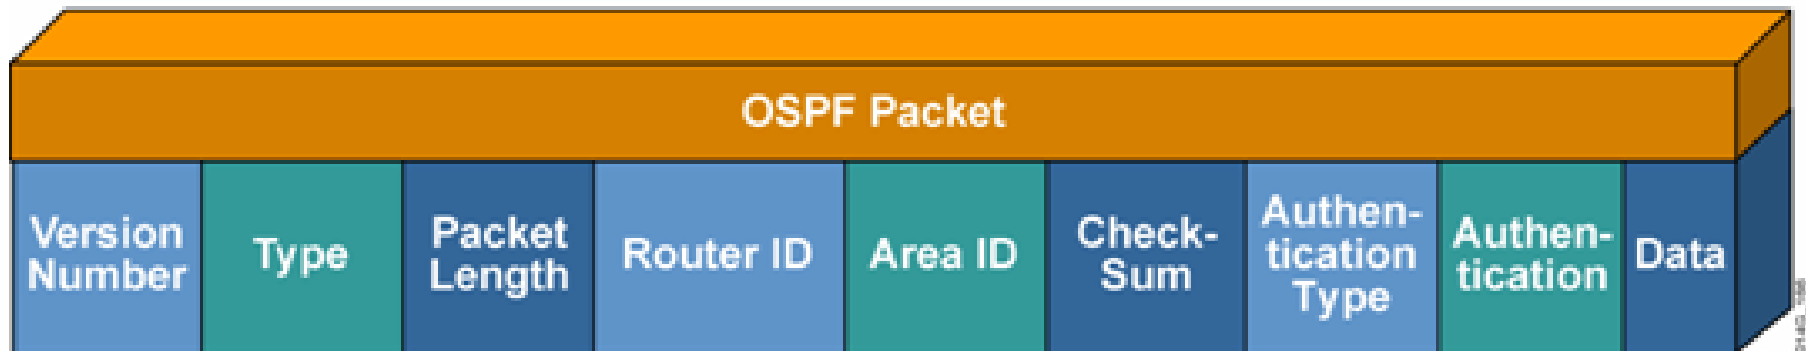 OSPF Packet
Version
Number
Type
Packet
Length
Router ID
Area ID
Check-
Sum
Authen-
tication
Type
Authen-
tication
Data